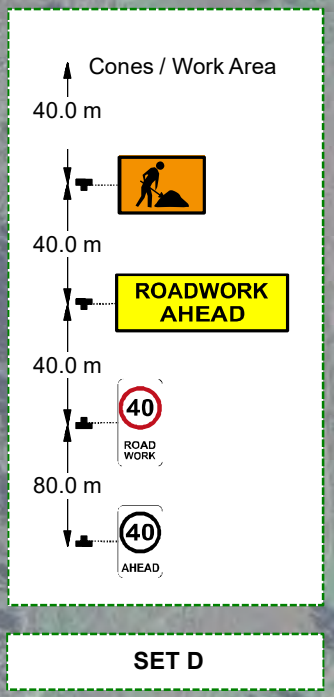 Cones / Work Area
40.0 m
40.0 m
ROADWORK
AHEAD
40.0 m
40
ROAD
WORK
80.0 m
40
AHEAD
SET D